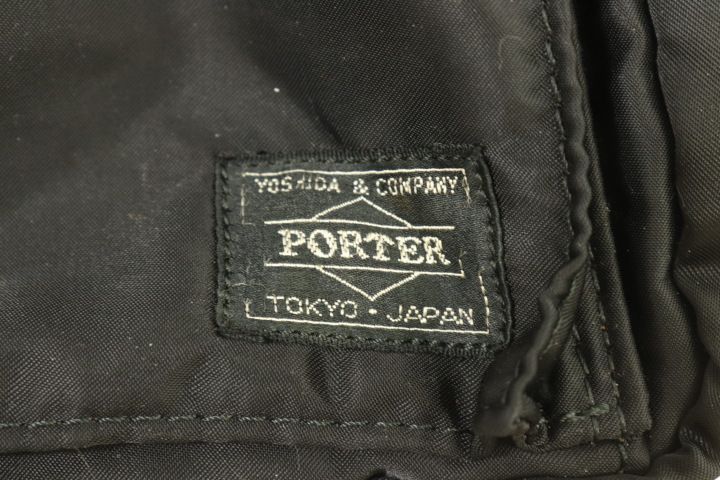 YOSHIDA & COMPANY
PORTER
TOKYO · JAPAN